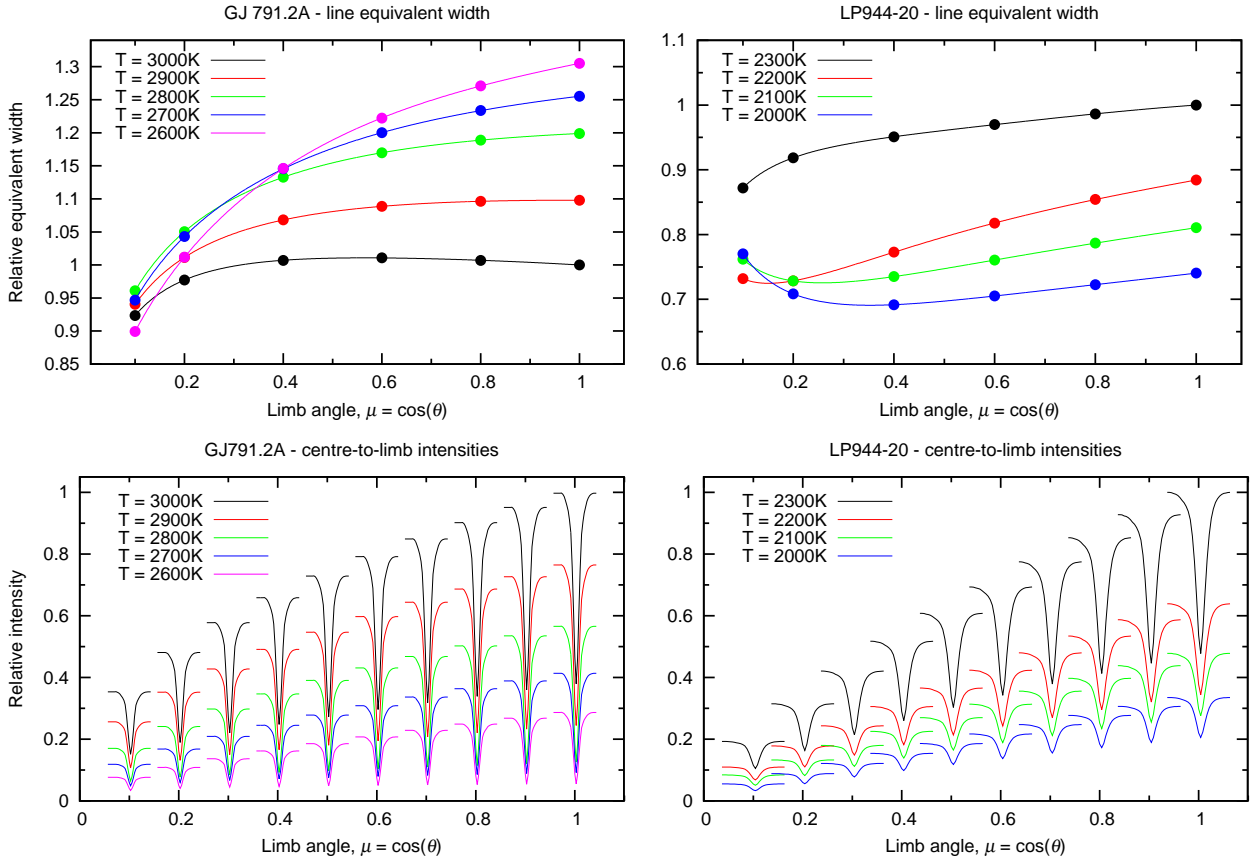 GJ 791.2A - line equivalent width
Relative equivalent width
T = 3000K
T = 2900K
T = 2800K
T = 2700K
T = 2600K
1.3
1.25
1.2
1.15
1.1
1.05
1
0.95
0.9
0.85
0.2 0.4 0.6 0.8 1
Limb angle, μ = cos(θ)
LP944-20 - line equivalent width
T = 2300K
T = 2200K
T = 2100K
T = 2000K
1.1
1
0.9
0.8
0.7
0.6
0.2 0.4 0.6 0.8 1
Limb angle, μ = cos(θ)
GJ791.2A - centre-to-limb intensities
Relative intensity
T = 3000K
T = 2900K
T = 2800K
T = 2700K
T = 2600K
1
0.8
0.6
0.4
0.2
0
0 0.2 0.4 0.6 0.8 1
Limb angle, μ = cos(θ)
LP944-20 - centre-to-limb intensities
T = 2300K
T = 2200K
T = 2100K
T = 2000K
1
0.8
0.6
0.4
0.2
0
0 0.2 0.4 0.6 0.8 1
Limb angle, μ = cos(θ)